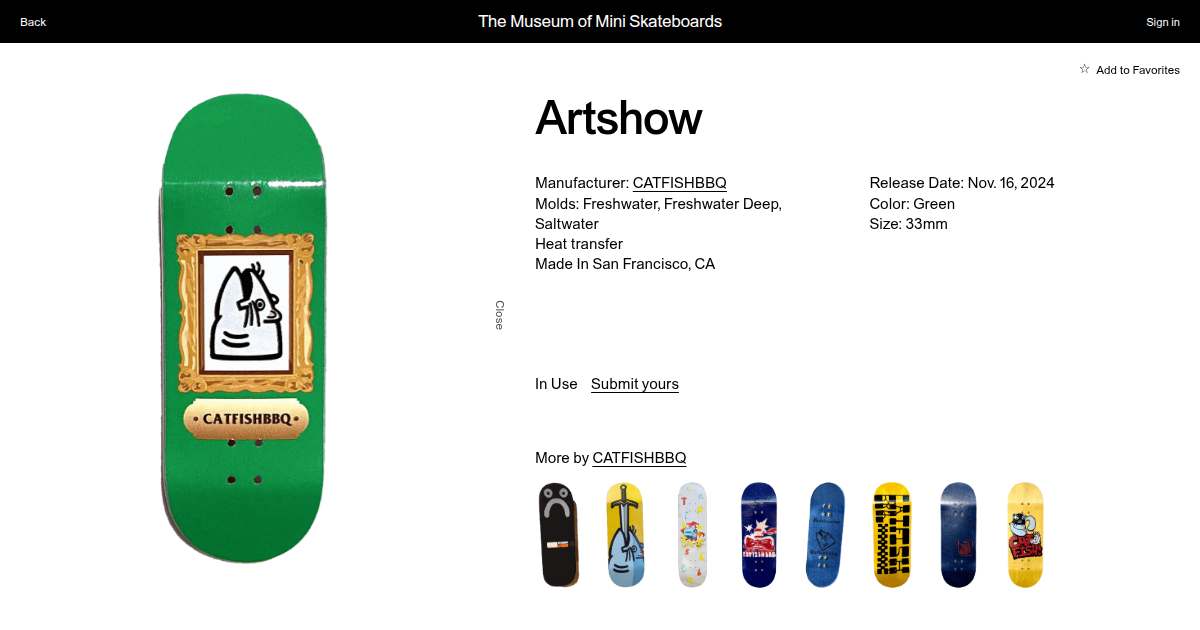 Back
The Museum of Mini Skateboards
Sign in
☆ Add to Favorites
Artshow
Manufacturer: CATFISHBBQ
Molds: Freshwater, Freshwater Deep,
Saltwater
Heat transfer
Made In San Francisco, CA
Release Date: Nov. 16, 2024
Color: Green
Size: 33mm
CATFISHBBQ
Close
In Use Submit yours
More by CATFISHBBQ